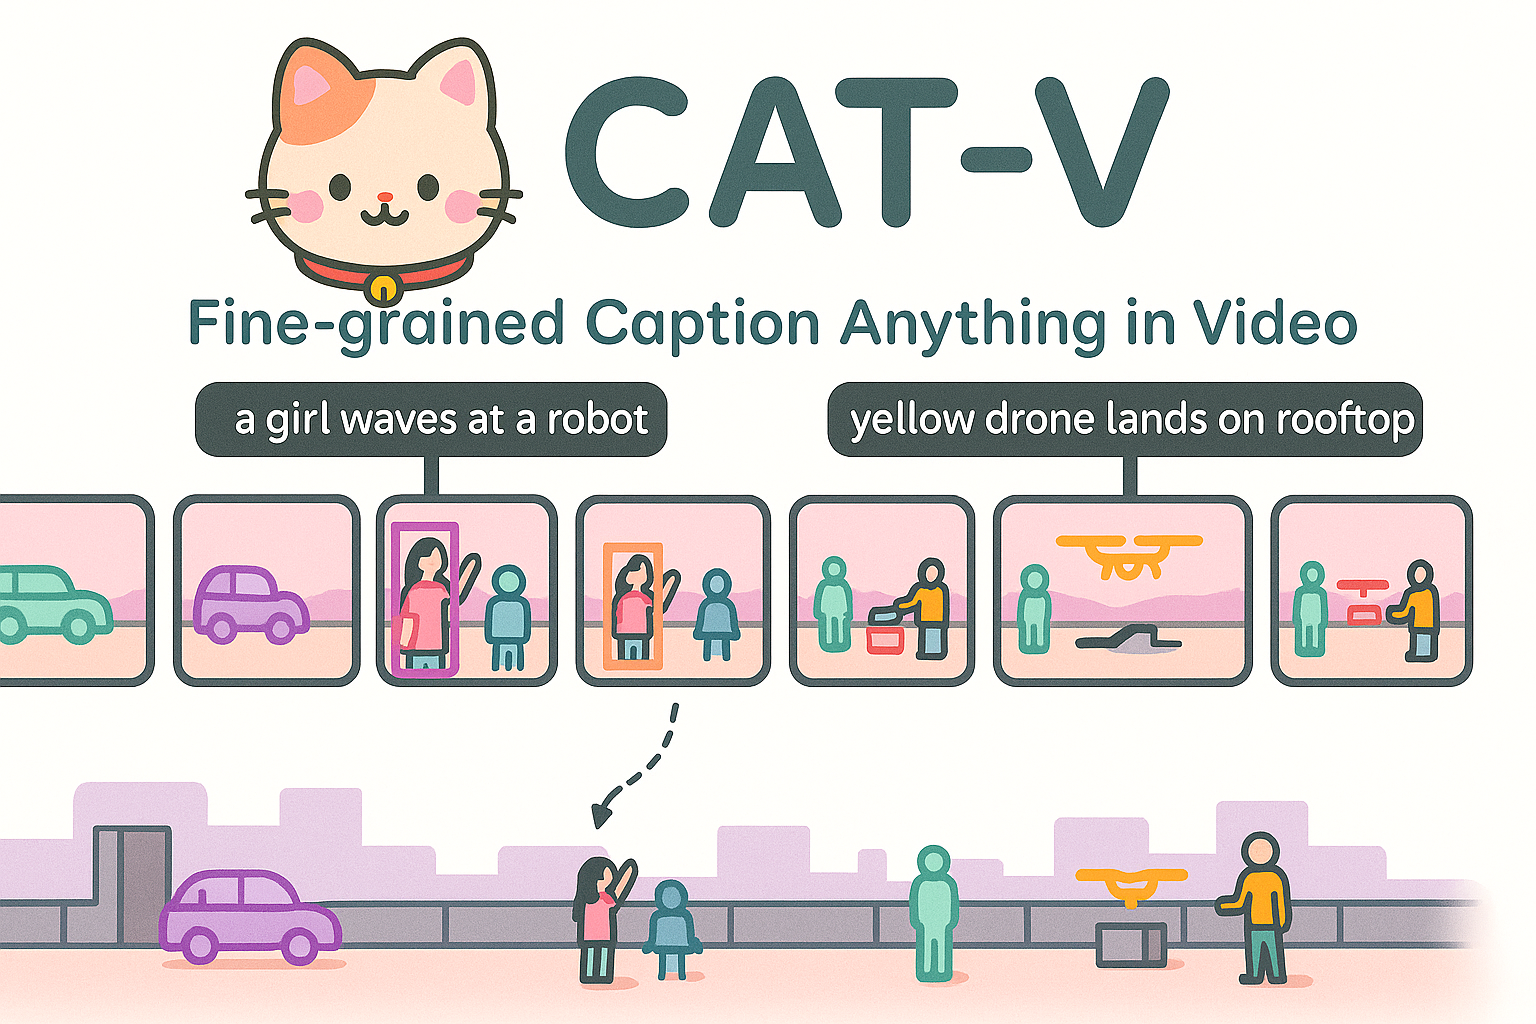 CAT-V
Fine-grained Caption Anything in Video
a girl waves at a robot
yellow drone lands on rooftop